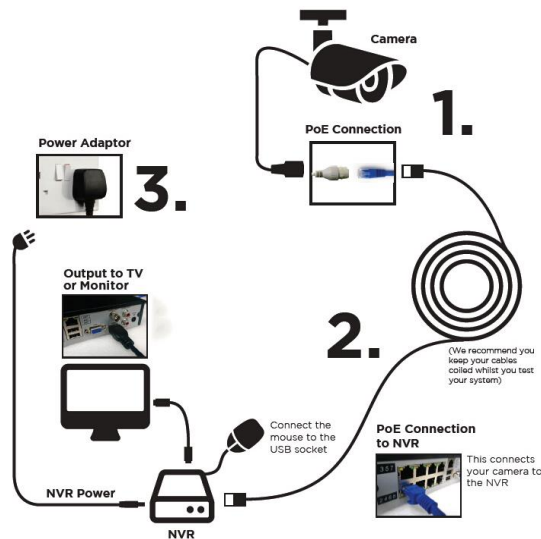 Camera
1.
PoE Connection
Power Adaptor
3.
Output to TV
or Monitor
2.
(We recommend you
keep your cables
coiled whilst you test
your system)
Connect the
mouse to the
USB socket
PoE Connection
to NVR
This connects
your camera to
the NVR
NVR Power
NVR